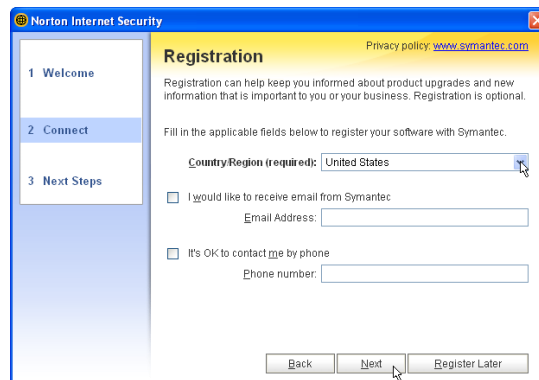 Norton Internet Security
Privacy policy: www.symantec.com
Registration
1 Welcome
Registration can help keep you informed about product upgrades and new
information that is important to you or your business. Registration is optional.
2 Connect
Fill in the applicable fields below to register your software with Symantec.
Country/Region (required): United States
3 Next Steps
I would like to receive email from Symantec
Email Address:
It's OK to contact me by phone
Phone number:
Back Next Register Later